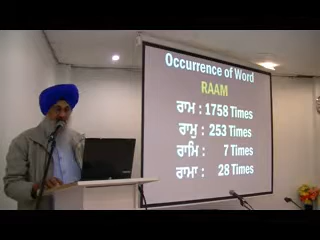 Occurrence of Word
RAAM
ਰਾਮ : 1758 Times
ਰਾਮੁ : 253 Times
ਰਾਮਿ : 7 Times
ਰਾਮਾ : 28 Times